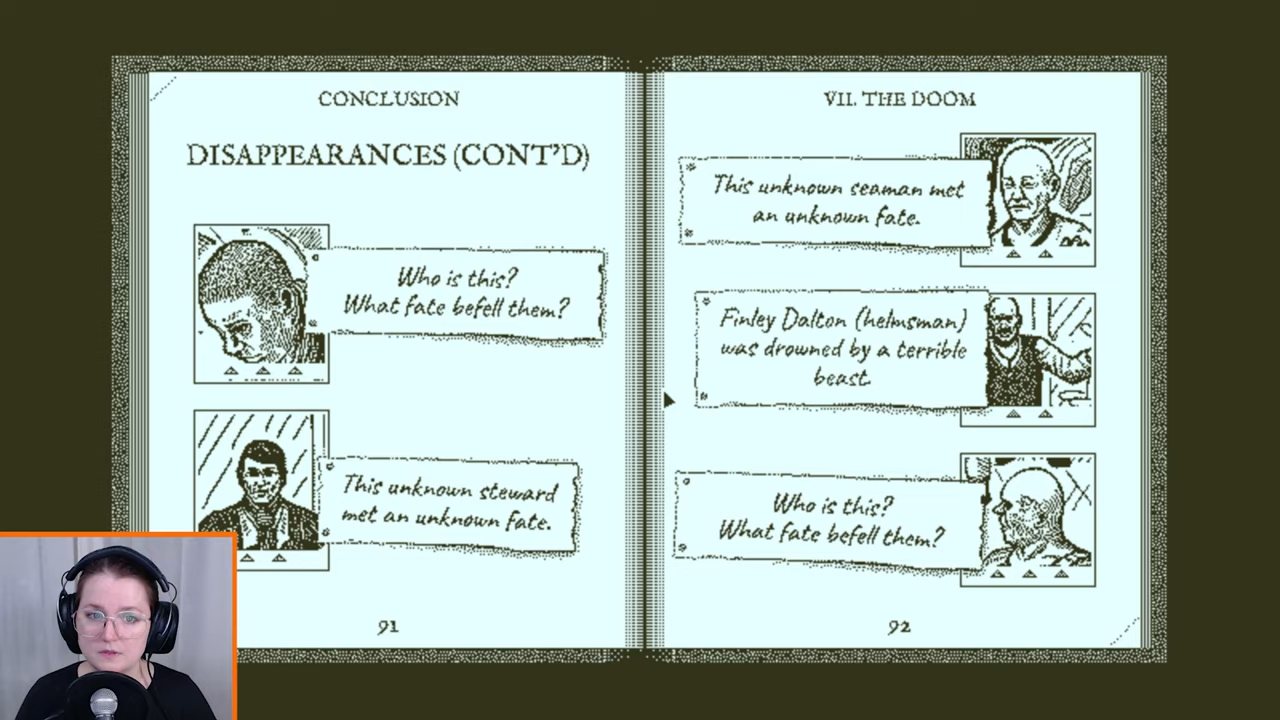 CONCLUSION
DISAPPEARANCES (CONT'D)
Who is this?
What fate befell them?
This unknown steward
met an unknown fate.
91
VII. THE DOOM
This unknown seaman met
an unknown fate.
Finley Dalton (helmsman)
was drowned by a terrible
beast.
Who is this?
What fate befell them?
92